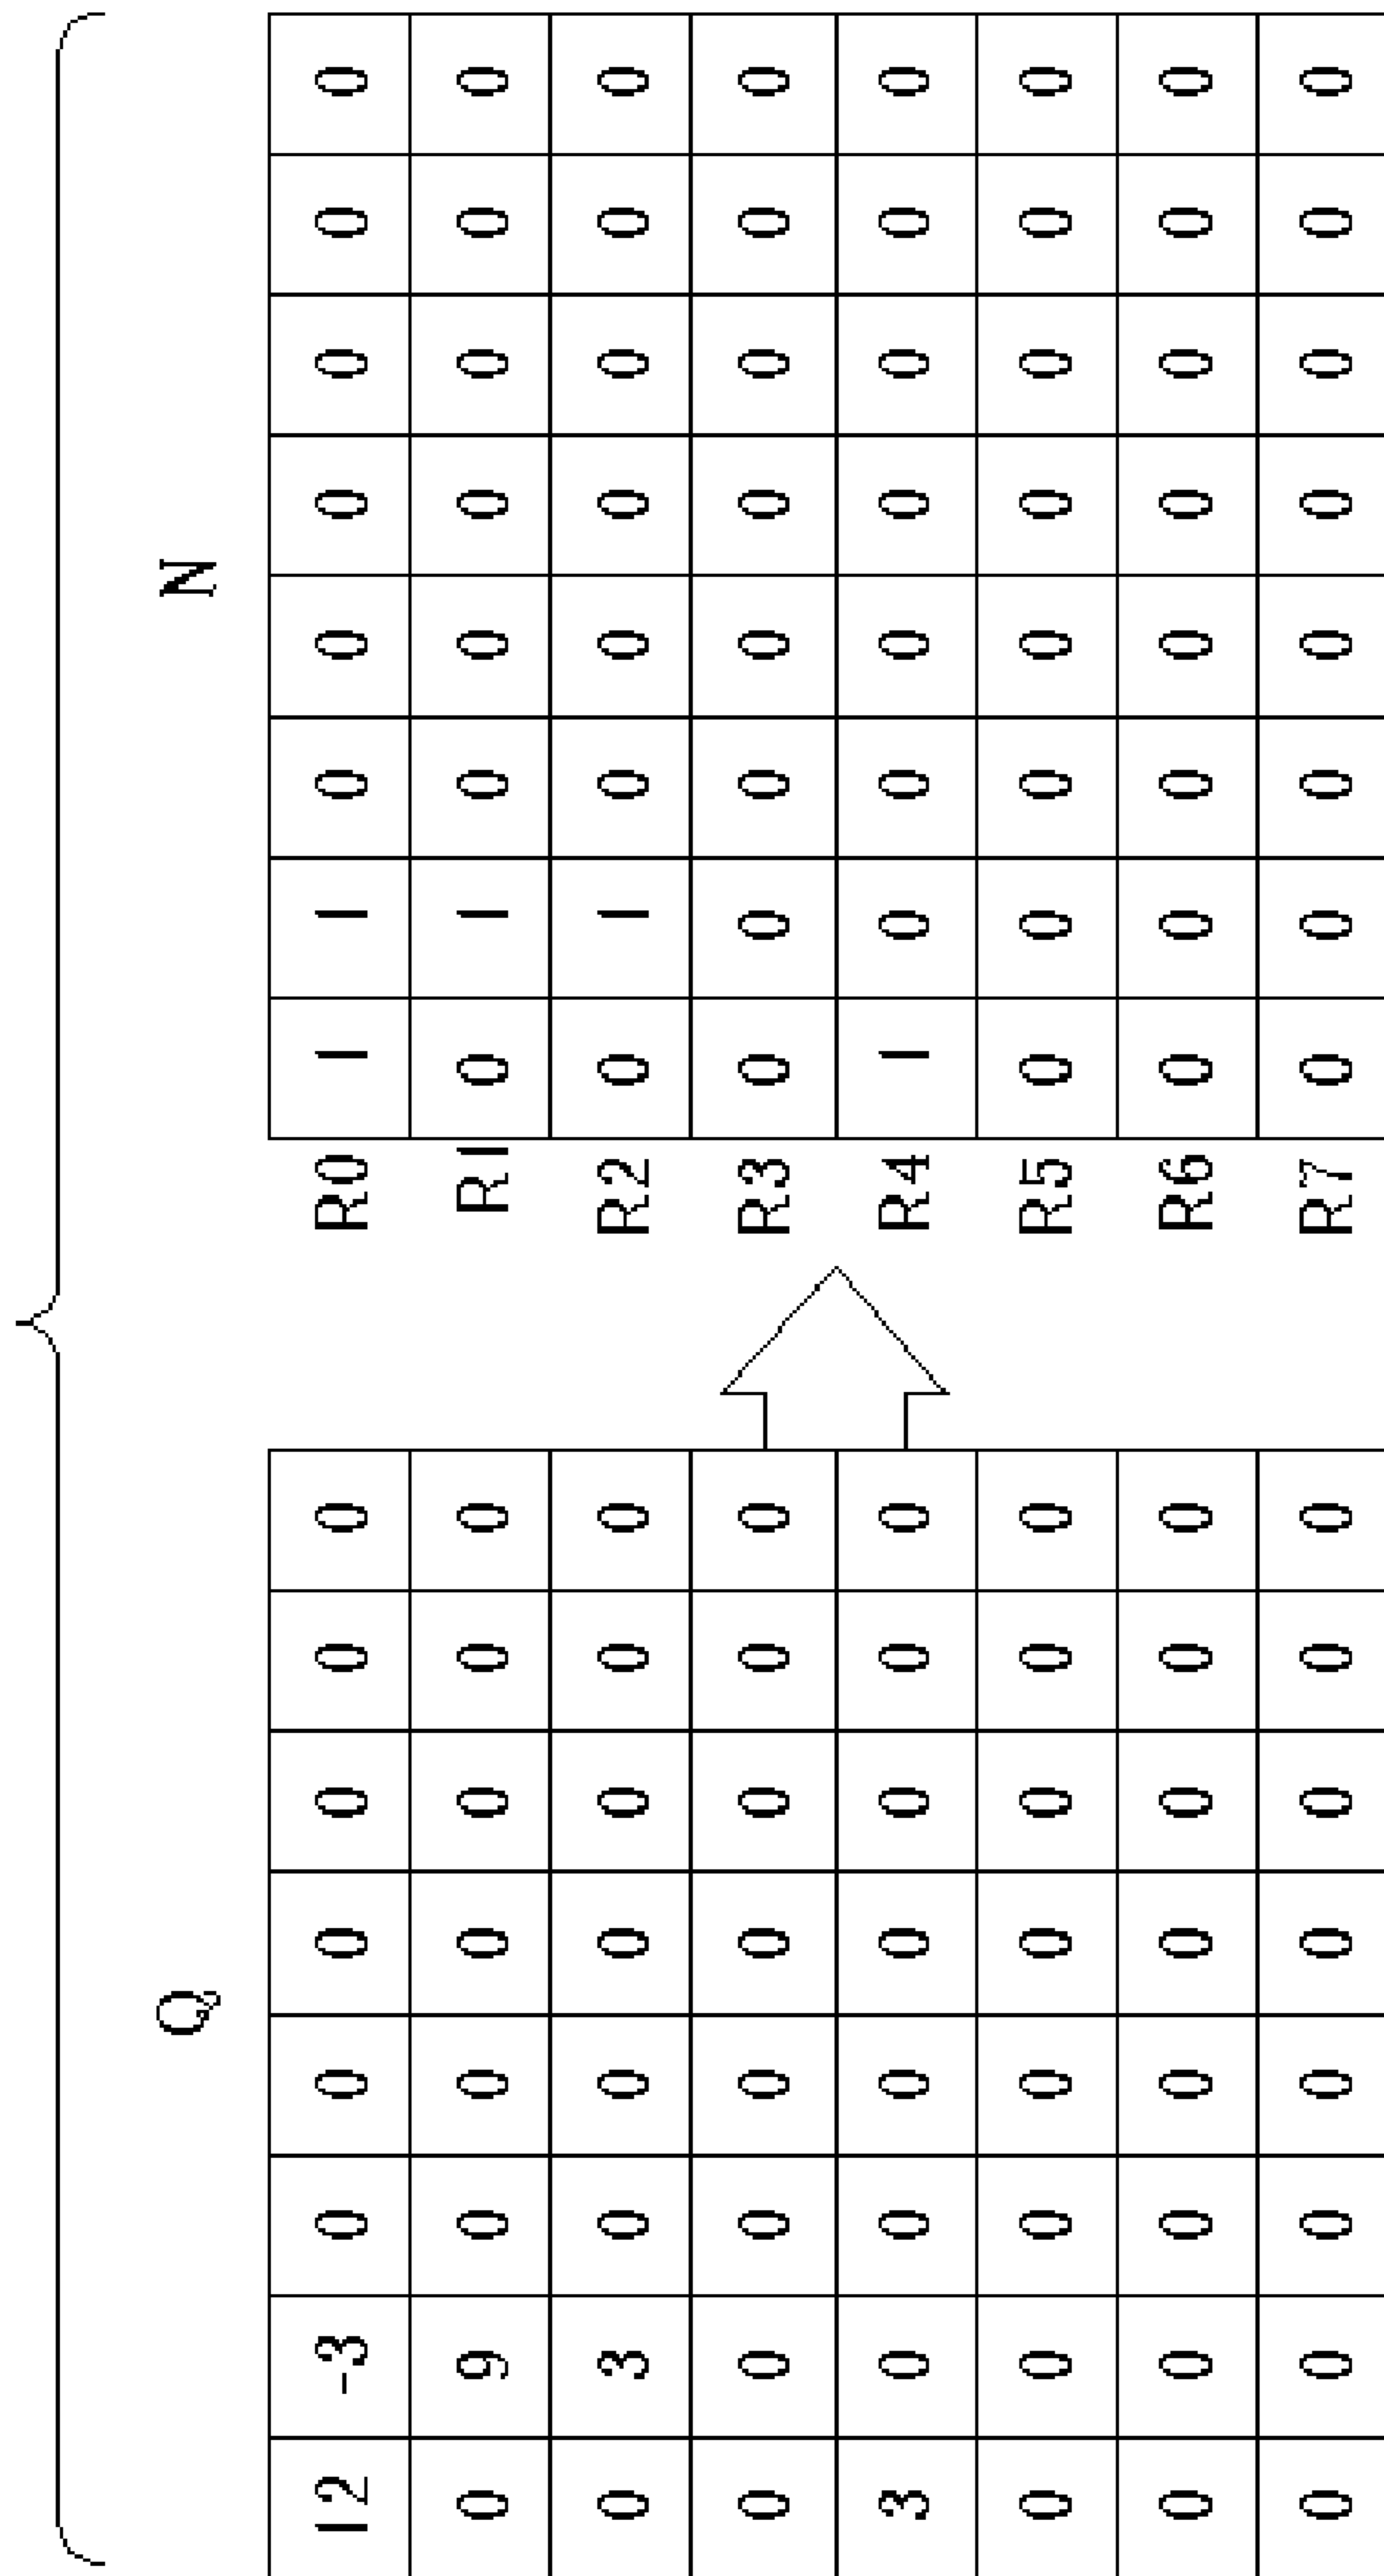 Q N
12 -3 0 0 0 0 0 0 R0 1 1 0 0 0 0 0 0
0 9 0 0 0 0 0 0 R1 0 1 0 0 0 0 0 0
0 3 0 0 0 0 0 0 R2 0 1 0 0 0 0 0 0
0 0 0 0 0 0 0 0 R3 0 0 0 0 0 0 0 0
3 0 0 0 0 0 0 0 R4 1 0 0 0 0 0 0 0
0 0 0 0 0 0 0 0 R5 0 0 0 0 0 0 0 0
0 0 0 0 0 0 0 0 R6 0 0 0 0 0 0 0 0
0 0 0 0 0 0 0 0 R7 0 0 0 0 0 0 0 0